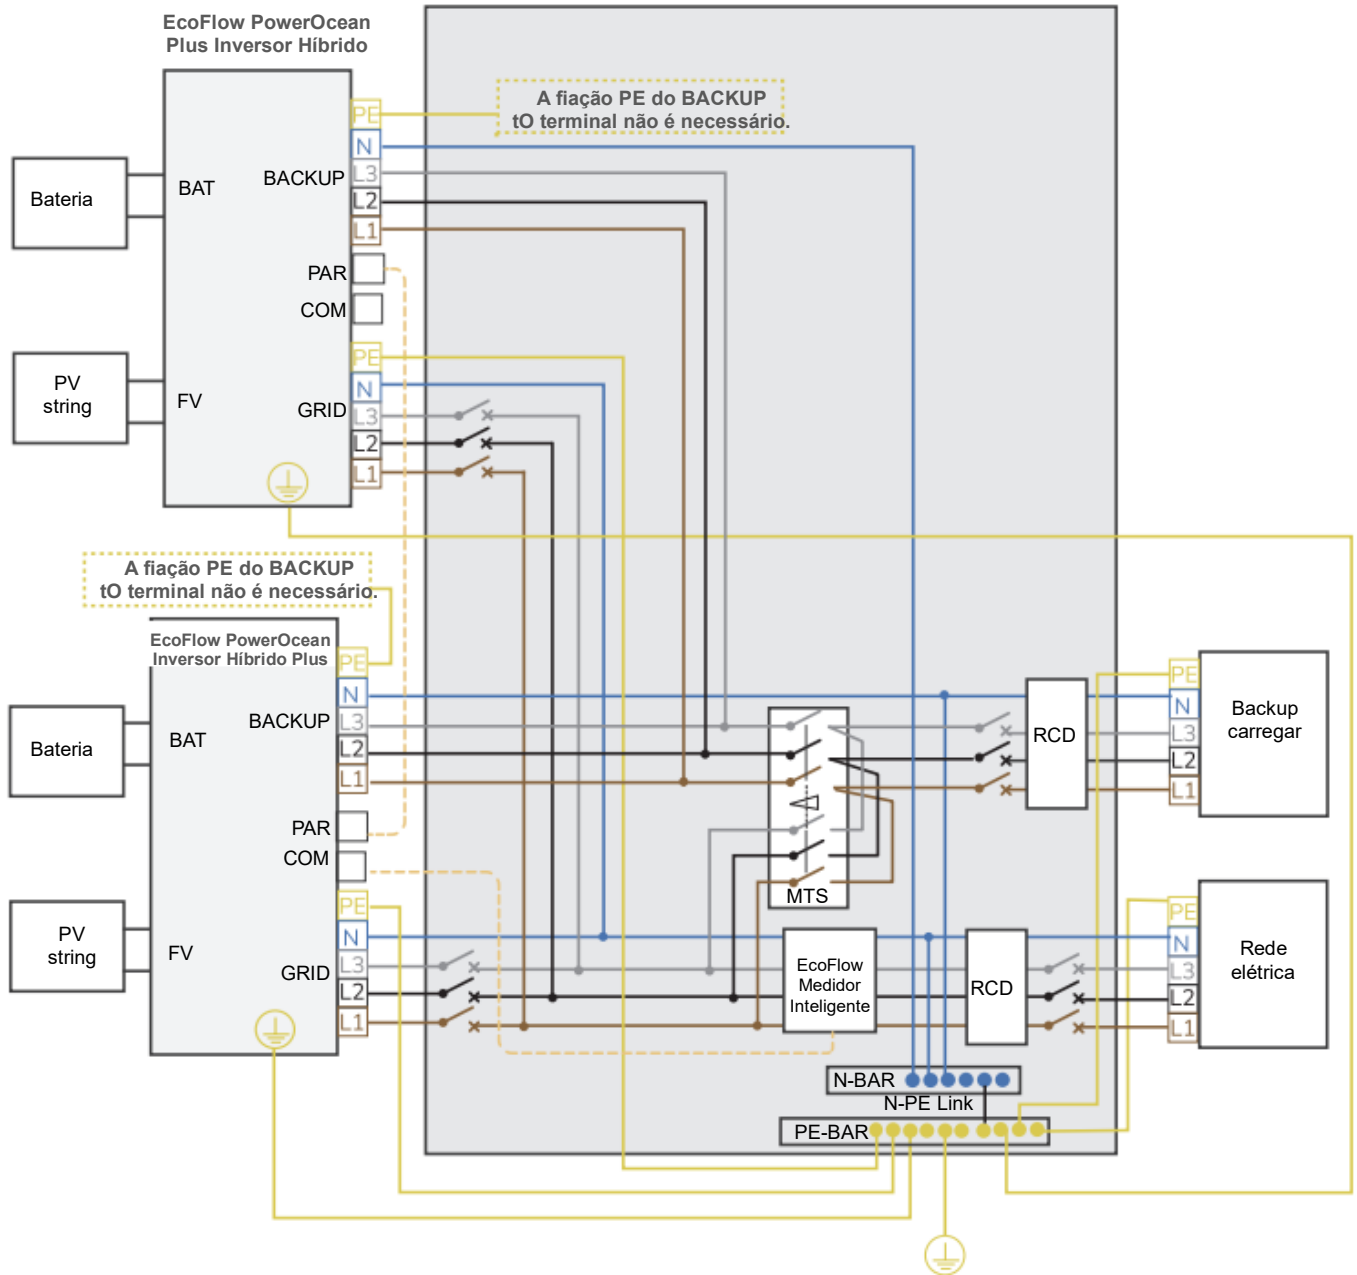 EcoFlow PowerOcean
Plus Inversor Híbrido
A fiação PE do BACKUP
tO terminal não é necessário.
PE
N
L3
L2
L1
BACKUP
BAT
Bateria
PAR
COM
PE
N
L3
L2
L1
GRID
FV
PV
string
A fiação PE do BACKUP
tO terminal não é necessário.
EcoFlow PowerOcean
Inversor Híbrido Plus
PE
N
L3
L2
L1
BACKUP
BAT
Bateria
PAR
COM
PE
N
L3
L2
L1
GRID
FV
PV
string
MTS
RCD
PE
N
L3
L2
L1
Backup
carregar
EcoFlow
Medidor
Inteligente
RCD
PE
N
L3
L2
L1
Rede
elétrica
N-BAR
N-PE Link
PE-BAR